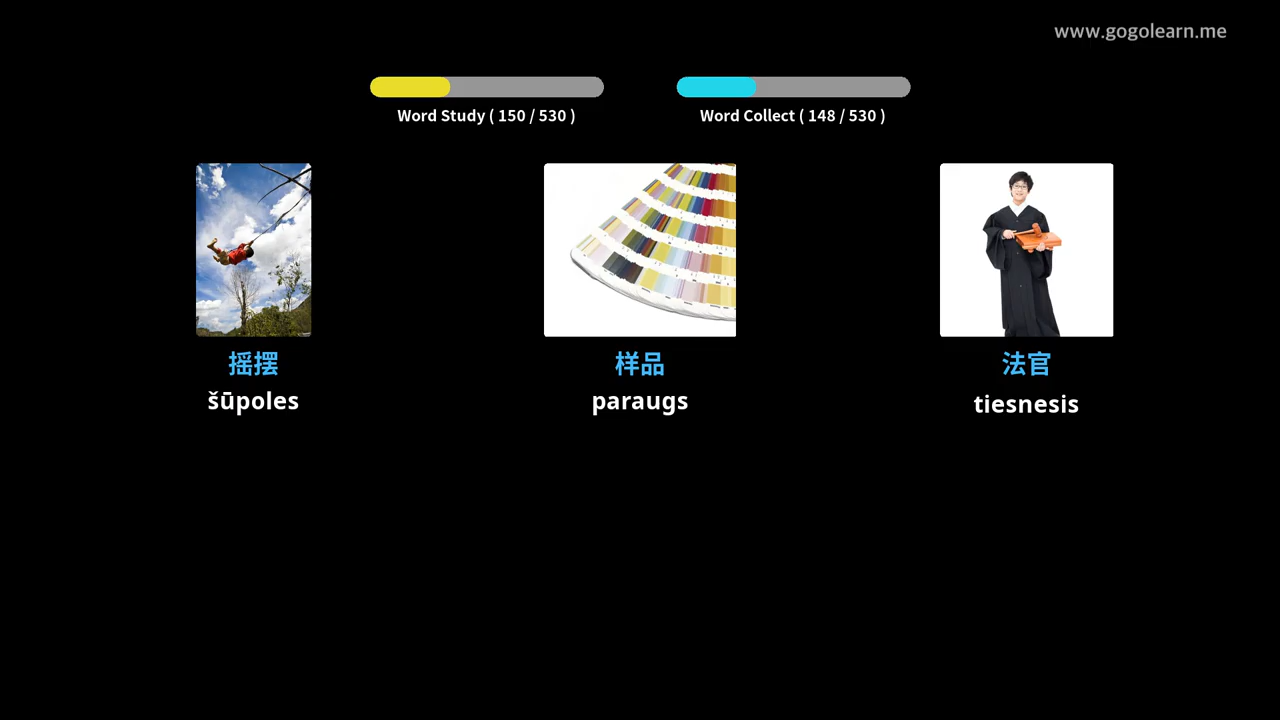 www.gogolearn.me
Word Study ( 150 / 530 )
Word Collect ( 148 / 530 )
摇摆
šūpoles
样品
paraugs
法官
tiesnesis